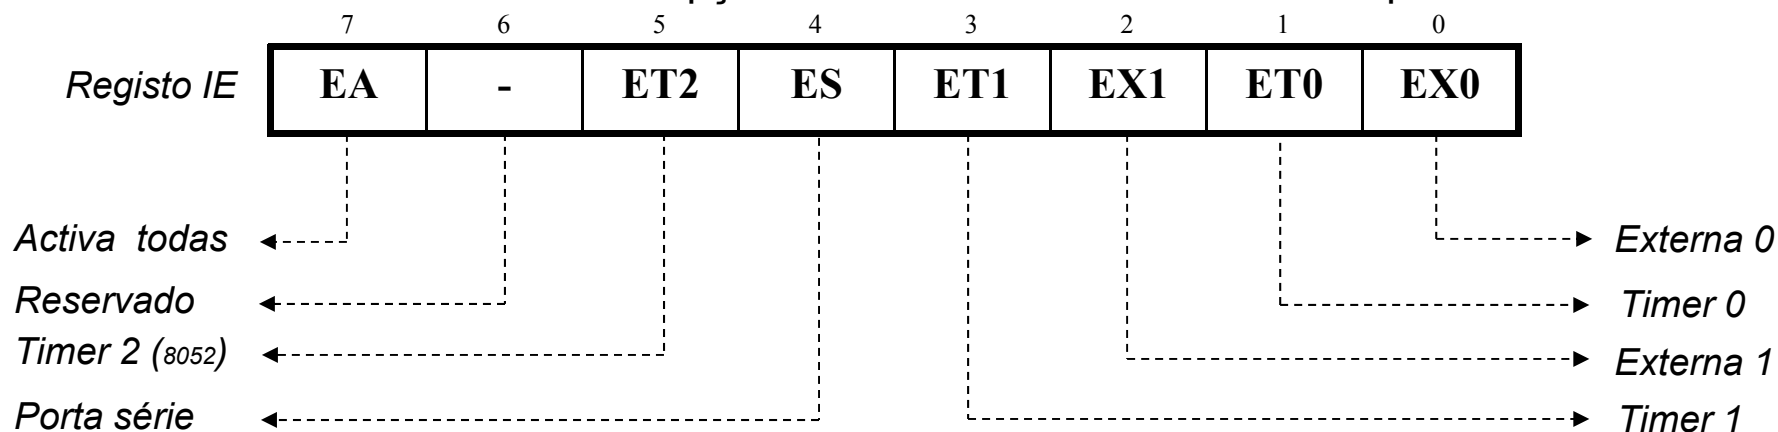 7 6 5 4 3 2 1 0
Registo IE EA - ET2 ES ET1 EX1 ET0 EX0
Activa todas Externa 0
Reservado Timer 0
Timer 2 (8052) Externa 1
Porta série Timer 1